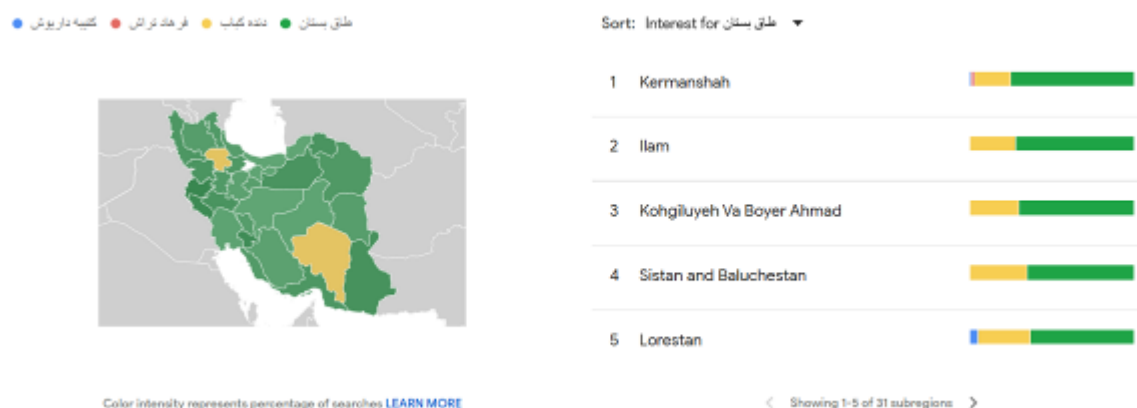 طاق بستان دنده کباب فرهاد تراش کتیبه داریوش
Sort: Interest for طاق بستان
1 Kermanshah
2 Ilam
3 Kohgiluyeh Va Boyer Ahmad
4 Sistan and Baluchestan
5 Lorestan
Color intensity represents percentage of searches LEARN MORE
Showing 1-5 of 31 subregions